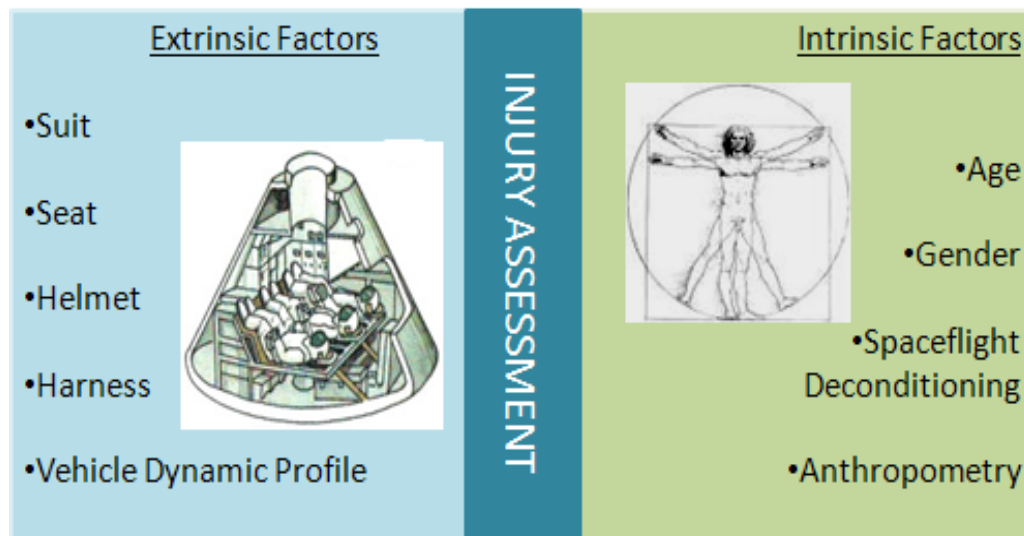 Extrinsic Factors
•Suit
•Seat
•Helmet
•Harness
•Vehicle Dynamic Profile
INJURY ASSESSMENT
Intrinsic Factors
•Age
•Gender
•Spaceflight
Deconditioning
•Anthropometry